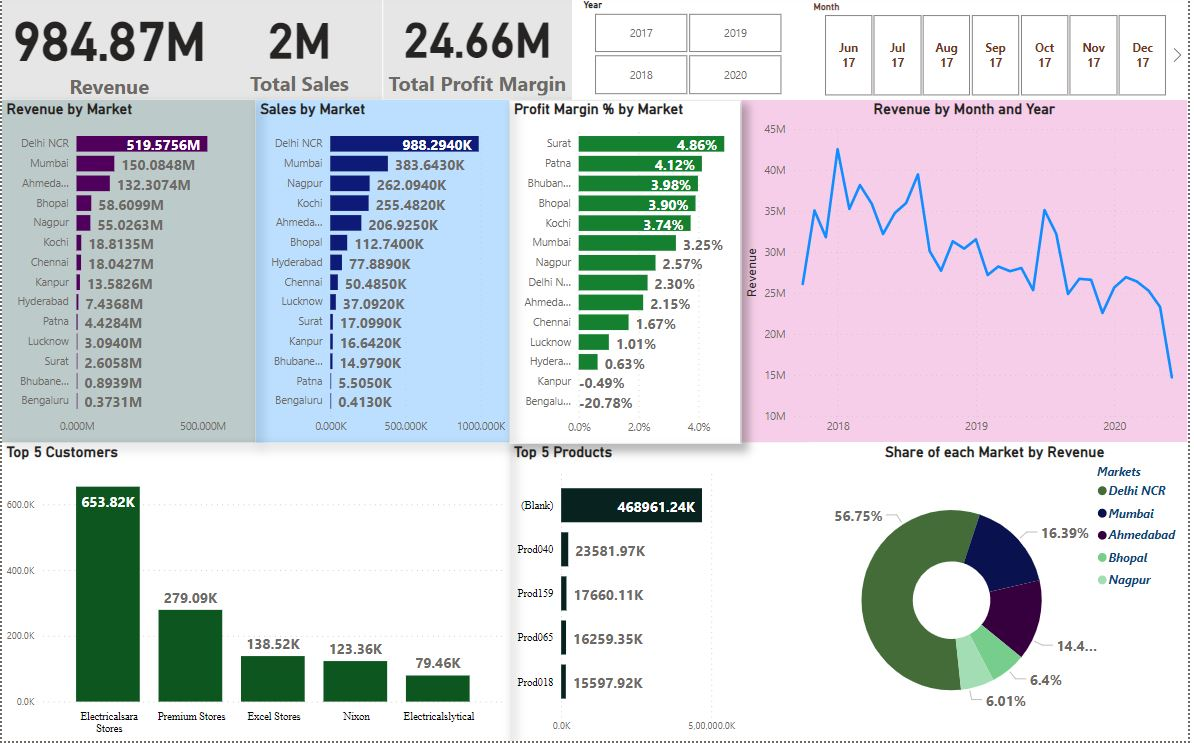 984.87M
Revenue
2M
Total Sales
24.66M
Total Profit Margin
Year
2017
2019
2018
2020
Month
Jun 17
Jul 17
Aug 17
Sep 17
Oct 17
Nov 17
Dec 17
Revenue by Market
Delhi NCR 519.5756M
Mumbai 150.0848M
Ahmeda... 132.3074M
Bhopal 58.6099M
Nagpur 55.0263M
Kochi 18.8135M
Chennai 18.0427M
Kanpur 13.5826M
Hyderabad 7.4368M
Patna 4.4284M
Lucknow 3.0940M
Surat 2.6058M
Bhubane... 0.8939M
Bengaluru 0.3731M
0.000M 500.000M
Sales by Market
Delhi NCR 988.2940K
Mumbai 383.6430K
Nagpur 262.0940K
Kochi 255.4820K
Ahmeda... 206.9250K
Bhopal 112.7400K
Hyderabad 77.8890K
Chennai 50.4850K
Lucknow 37.0920K
Surat 17.0990K
Kanpur 16.6420K
Bhubane... 14.9790K
Patna 5.5050K
Bengaluru 0.4130K
0.000K 500.000K 1000.000K
Profit Margin % by Market
Surat 4.86%
Patna 4.12%
Bhuban... 3.98%
Bhopal 3.90%
Kochi 3.74%
Mumbai 3.25%
Nagpur 2.57%
Delhi N... 2.30%
Ahmeda... 2.15%
Chennai 1.67%
Lucknow 1.01%
Hydera... 0.63%
Kanpur -0.49%
Bengalu... -20.78%
0.0% 2.0% 4.0%
Revenue by Month and Year
45M
40M
35M
30M
25M
20M
15M
10M
Revenue
2018 2019 2020
Top 5 Customers
600.0K
400.0K
200.0K
0.0K
653.82K
279.09K
138.52K
123.36K
79.46K
Electricalsara Stores
Premium Stores
Excel Stores
Nixon
Electricalslytical
Top 5 Products
(Blank) 468961.24K
Prod040 23581.97K
Prod159 17660.11K
Prod065 16259.35K
Prod018 15597.92K
0.0K 5,00,000.0K
Share of each Market by Revenue
56.75%
16.39%
14.4...
6.4%
6.01%
Markets
Delhi NCR
Mumbai
Ahmedabad
Bhopal
Nagpur